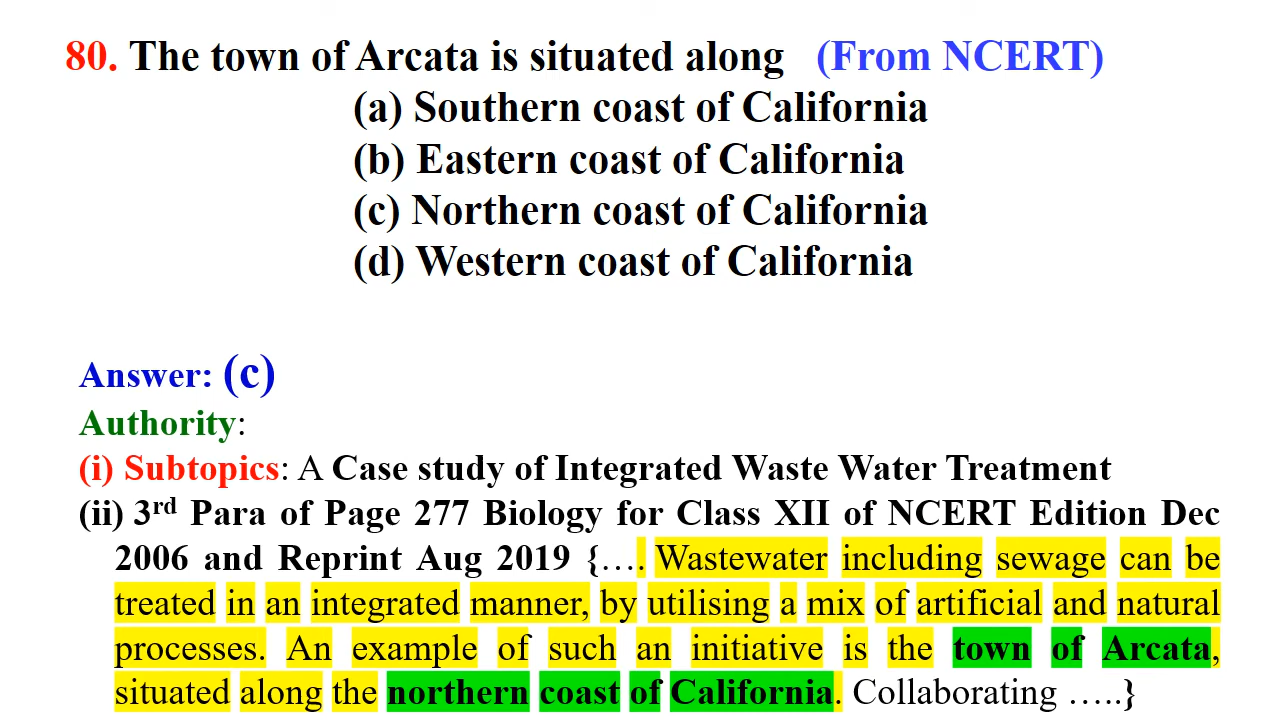 80. The town of Arcata is situated along (From NCERT)
(a) Southern coast of California
(b) Eastern coast of California
(c) Northern coast of California
(d) Western coast of California
Answer: (c)
Authority:
(i) Subtopics: A Case study of Integrated Waste Water Treatment
(ii) 3rd Para of Page 277 Biology for Class XII of NCERT Edition Dec
2006 and Reprint Aug 2019 {…. Wastewater including sewage can be
treated in an integrated manner, by utilising a mix of artificial and natural
processes. An example of such an initiative is the town of Arcata,
situated along the northern coast of California. Collaborating …..}